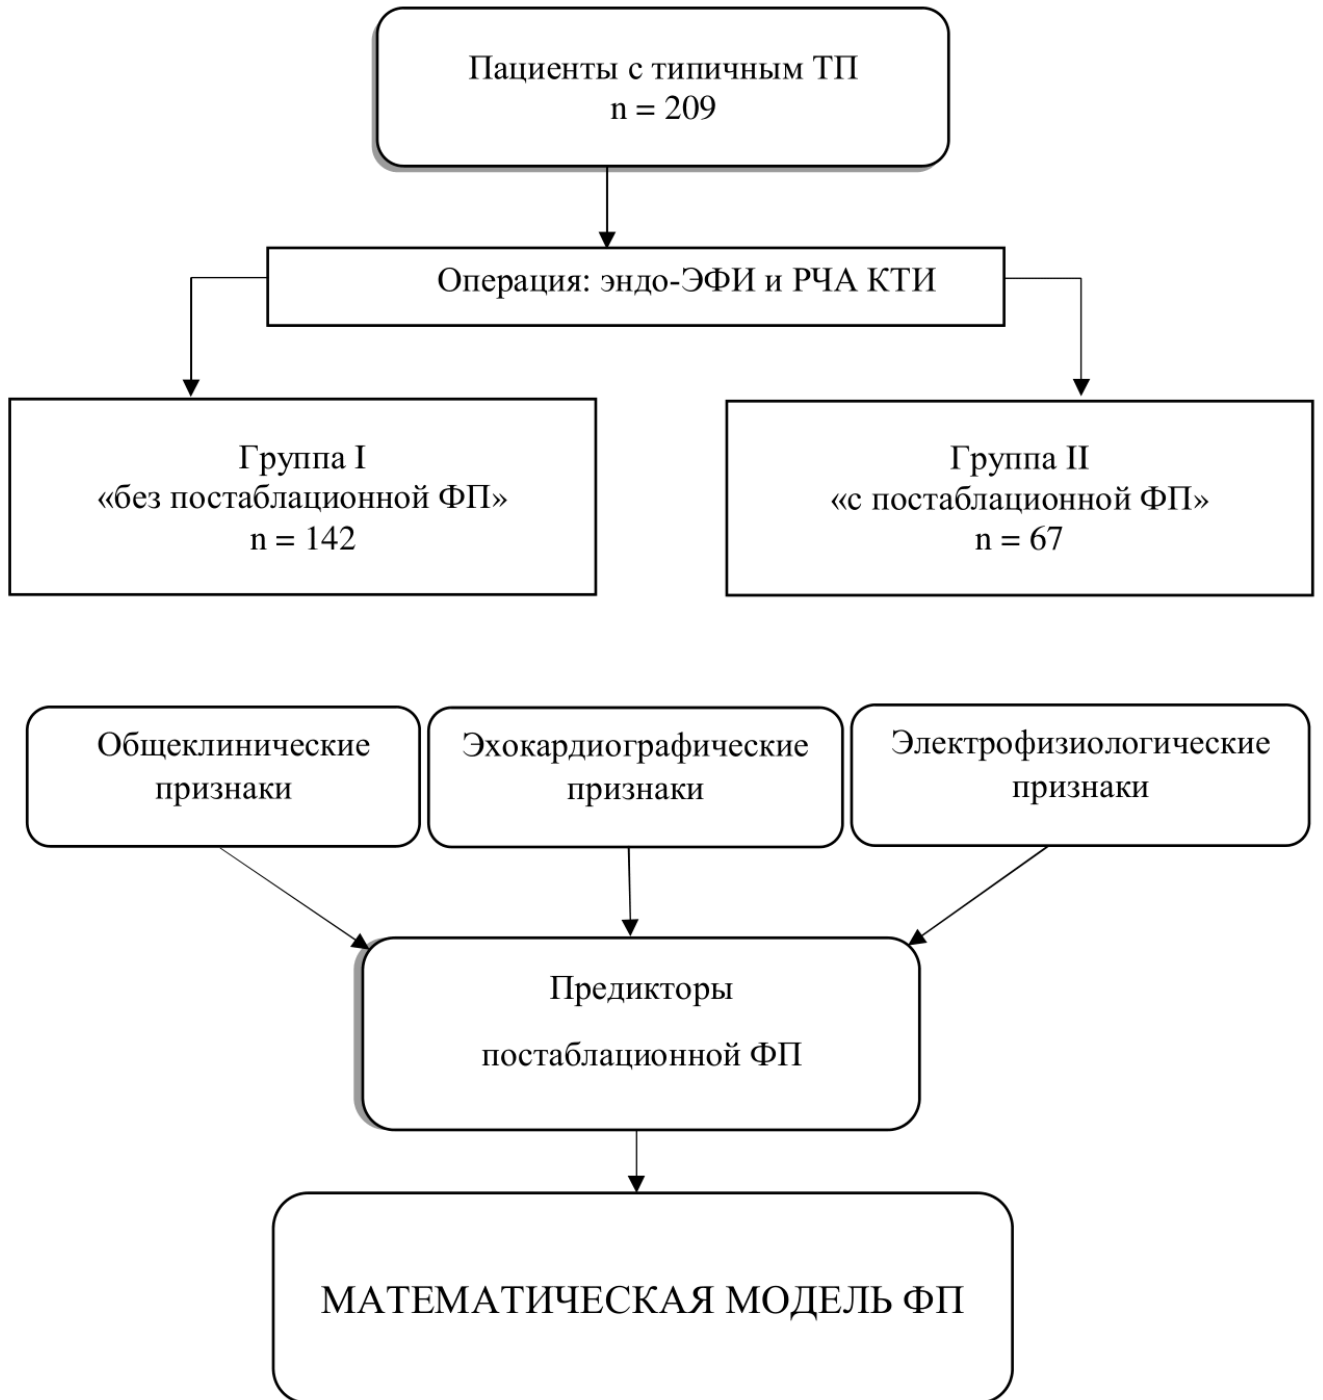 Пациенты с типичным ТП
n = 209
Операция: эндо-ЭФИ и РЧА КТИ
Группа I
«без постаблационной ФП»
n = 142
Группа II
«с постаблационной ФП»
n = 67
Общеклинические
признаки
Эхокардиографические
признаки
Электрофизиологические
признаки
Предикторы
постаблационной ФП
МАТЕМАТИЧЕСКАЯ МОДЕЛЬ ФП